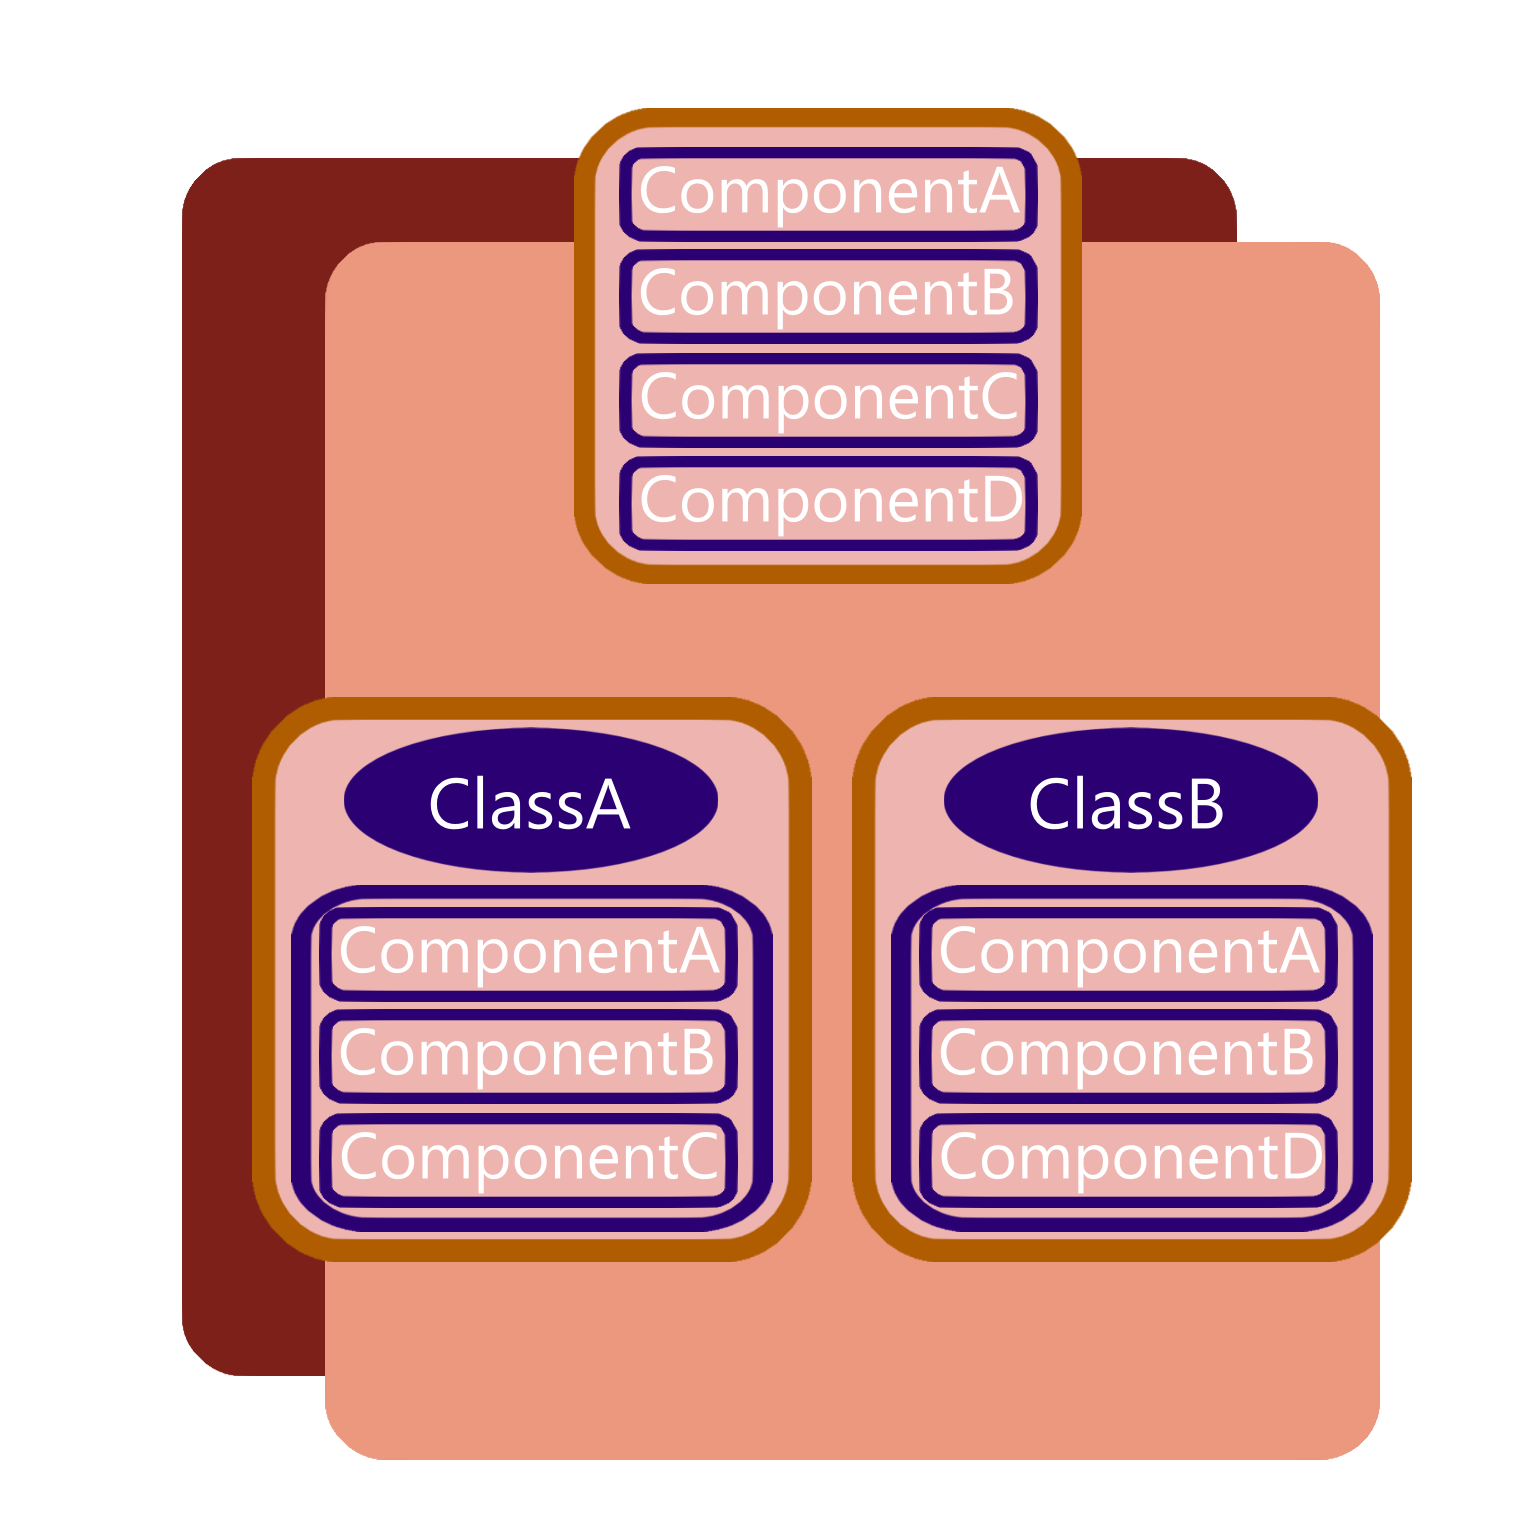 ComponentA
ComponentB
ComponentC
ComponentD
ClassA
ComponentA
ComponentB
ComponentC
ClassB
ComponentA
ComponentB
ComponentD